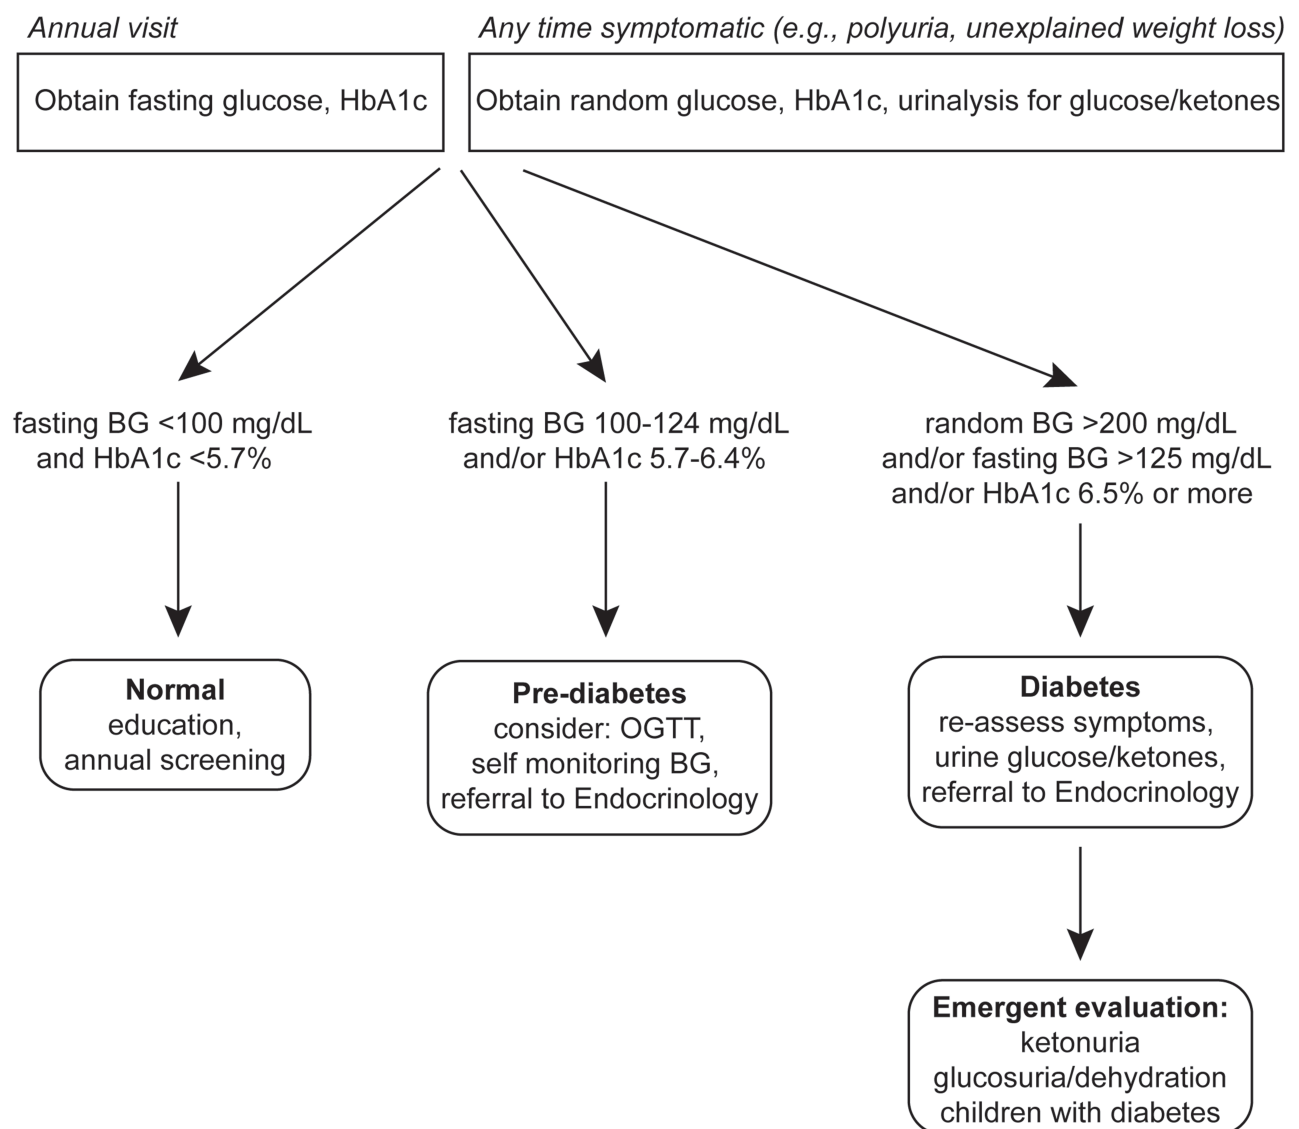 Annual visit
Any time symptomatic (e.g., polyuria, unexplained weight loss)
Obtain fasting glucose, HbA1c
Obtain random glucose, HbA1c, urinalysis for glucose/ketones
fasting BG <100 mg/dL
and HbA1c <5.7%
fasting BG 100-124 mg/dL
and/or HbA1c 5.7-6.4%
random BG >200 mg/dL
and/or fasting BG >125 mg/dL
and/or HbA1c 6.5% or more
Normal
education,
annual screening
Pre-diabetes
consider: OGTT,
self monitoring BG,
referral to Endocrinology
Diabetes
re-assess symptoms,
urine glucose/ketones,
referral to Endocrinology
Emergent evaluation:
ketonuria
glucosuria/dehydration
children with diabetes